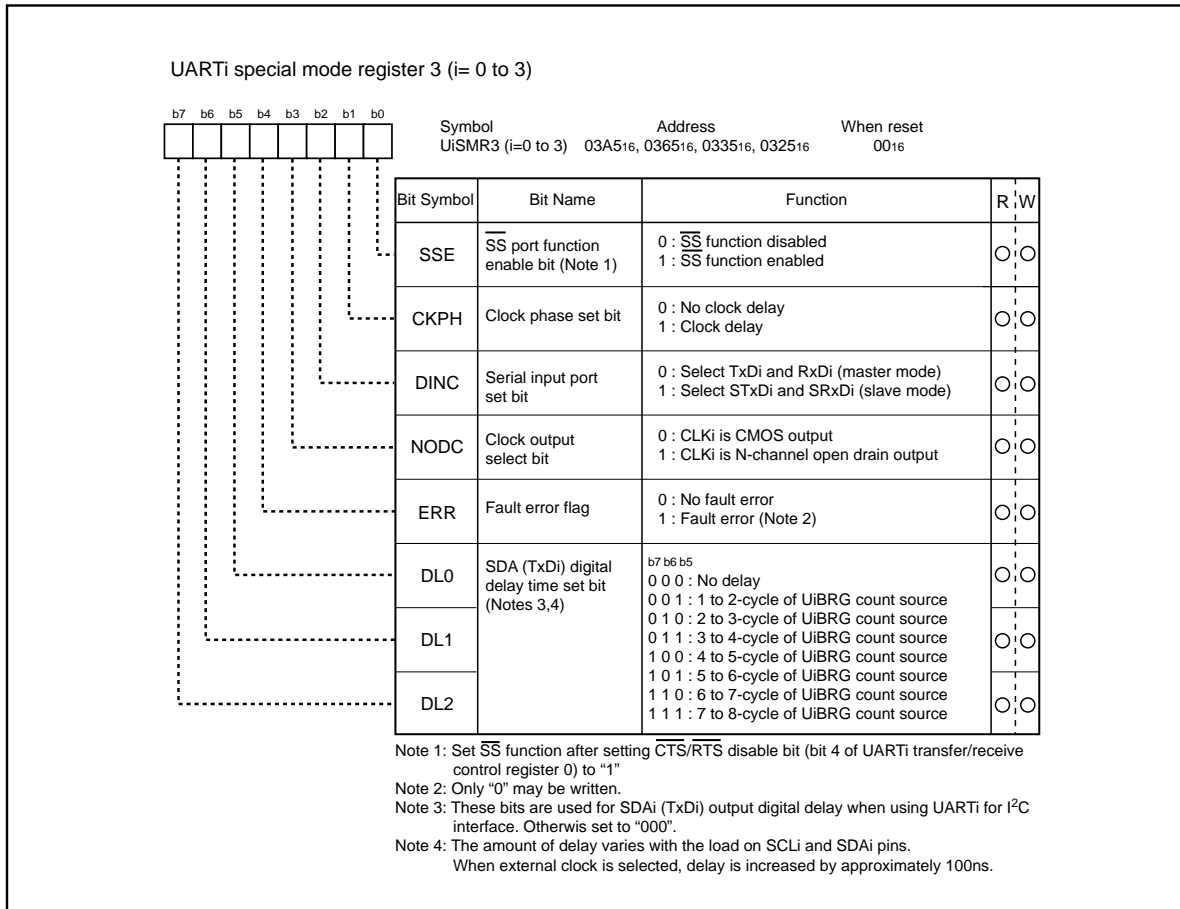 UARTi special mode register 3 (i= 0 to 3)
b7 b6 b5 b4 b3 b2 b1 b0
Symbol Address When reset
UiSMR3 (i=0 to 3) 03A516, 036516, 033516, 032516 0016
Bit Symbol Bit Name Function R W
SSE
SS port function
enable bit (Note 1)
0 : SS function disabled
1 : SS function enabled
CKPH
Clock phase set bit
0 : No clock delay
1 : Clock delay
DINC
Serial input port
set bit
0 : Select TxDi and RxDi (master mode)
1 : Select STxDi and SRxDi (slave mode)
NODC
Clock output
select bit
0 : CLKi is CMOS output
1 : CLKi is N-channel open drain output
ERR
Fault error flag
0 : No fault error
1 : Fault error (Note 2)
DL0
DL1
DL2
SDA (TxDi) digital
delay time set bit
(Notes 3,4)
b7 b6 b5
0 0 0 : No delay
0 0 1 : 1 to 2-cycle of UiBRG count source
0 1 0 : 2 to 3-cycle of UiBRG count source
0 1 1 : 3 to 4-cycle of UiBRG count source
1 0 0 : 4 to 5-cycle of UiBRG count source
1 0 1 : 5 to 6-cycle of UiBRG count source
1 1 0 : 6 to 7-cycle of UiBRG count source
1 1 1 : 7 to 8-cycle of UiBRG count source
Note 1: Set SS function after setting CTS/RTS disable bit (bit 4 of UARTi transfer/receive
control register 0) to “1”
Note 2: Only “0” may be written.
Note 3: These bits are used for SDAi (TxDi) output digital delay when using UARTi for I2C
interface. Otherwis set to “000”.
Note 4: The amount of delay varies with the load on SCLi and SDAi pins.
When external clock is selected, delay is increased by approximately 100ns.